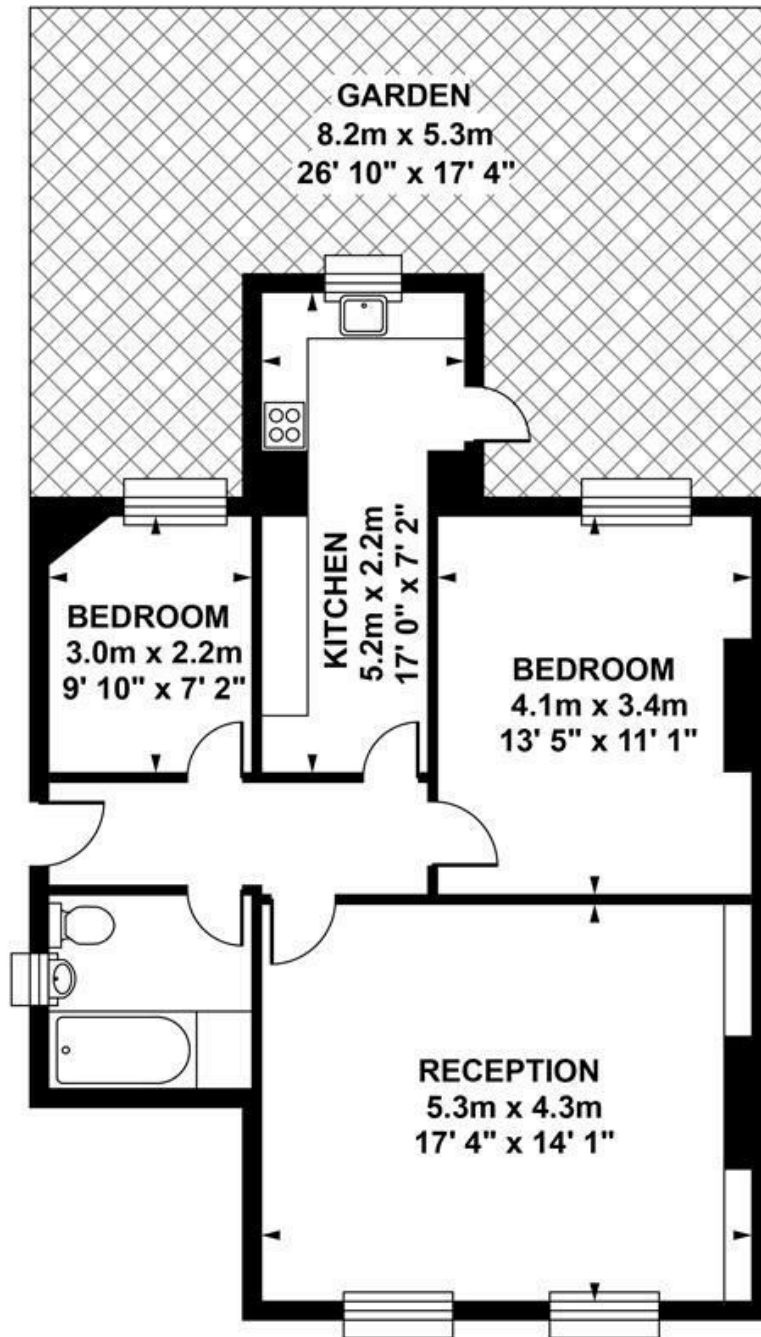 GARDEN
8.2m x 5.3m
26' 10" x 17' 4"
KITCHEN
5.2m x 2.2m
17' 0" x 7' 2"
BEDROOM
3.0m x 2.2m
9' 10" x 7' 2"
BEDROOM
4.1m x 3.4m
13' 5" x 11' 1"
RECEPTION
5.3m x 4.3m
17' 4" x 14' 1"